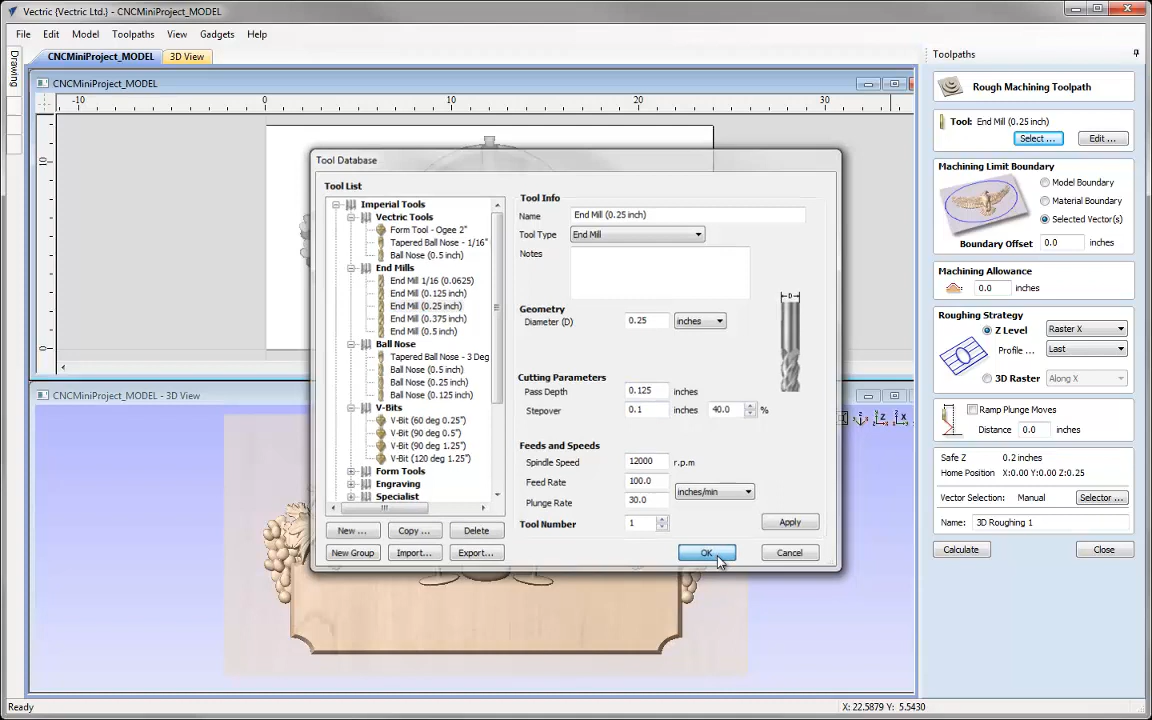 Vectric {Vectric Ltd.} - CNCMiniProject_MODEL
File Edit Model Toolpaths View Gadgets Help
CNCMiniProject_MODEL 3D View
Drawing
CNCMiniProject_MODEL
-10 0 10 20 30
10
0
Tool Database
Tool List
Imperial Tools
Vectric Tools
Form Tool - Ogee 2"
Tapered Ball Nose - 1/16"
Ball Nose (0.5 inch)
End Mills
End Mill 1/16 (0.0625)
End Mill (0.125 inch)
End Mill (0.25 inch)
End Mill (0.375 inch)
End Mill (0.5 inch)
Ball Nose
Tapered Ball Nose - 3 Deg
Ball Nose (0.5 inch)
Ball Nose (0.25 inch)
Ball Nose (0.125 inch)
V-Bits
V-Bit (60 deg 0.25")
V-Bit (90 deg 0.5")
V-Bit (90 deg 1.25")
V-Bit (120 deg 1.25")
Form Tools
Engraving
Specialist
New ... Copy ... Delete
New Group Import... Export...
Tool Info
Name End Mill (0.25 inch)
Tool Type End Mill
Notes
D
Geometry
Diameter (D) 0.25 inches
Cutting Parameters
Pass Depth 0.125 inches
Stepover 0.1 inches 40.0 %
Feeds and Speeds
Spindle Speed 12000 r.p.m
Feed Rate 100.0
inches/min
Plunge Rate 30.0
Tool Number 1 Apply
OK Cancel
CNCMiniProject_MODEL - 3D View
Toolpaths
Rough Machining Toolpath
Tool: End Mill (0.25 inch)
Select ... Edit ...
Machining Limit Boundary
Model Boundary
Material Boundary
Selected Vector(s)
Boundary Offset 0.0 inches
Machining Allowance
0.0 inches
Roughing Strategy
Z Level Raster X
Profile ... Last
3D Raster Along X
Ramp Plunge Moves
Distance 0.0 inches
Safe Z 0.2 inches
Home Position X:0.00 Y:0.00 Z:0.25
Vector Selection: Manual Selector ...
Name: 3D Roughing 1
Calculate Close
Ready X: 22.5879 Y: 5.5430